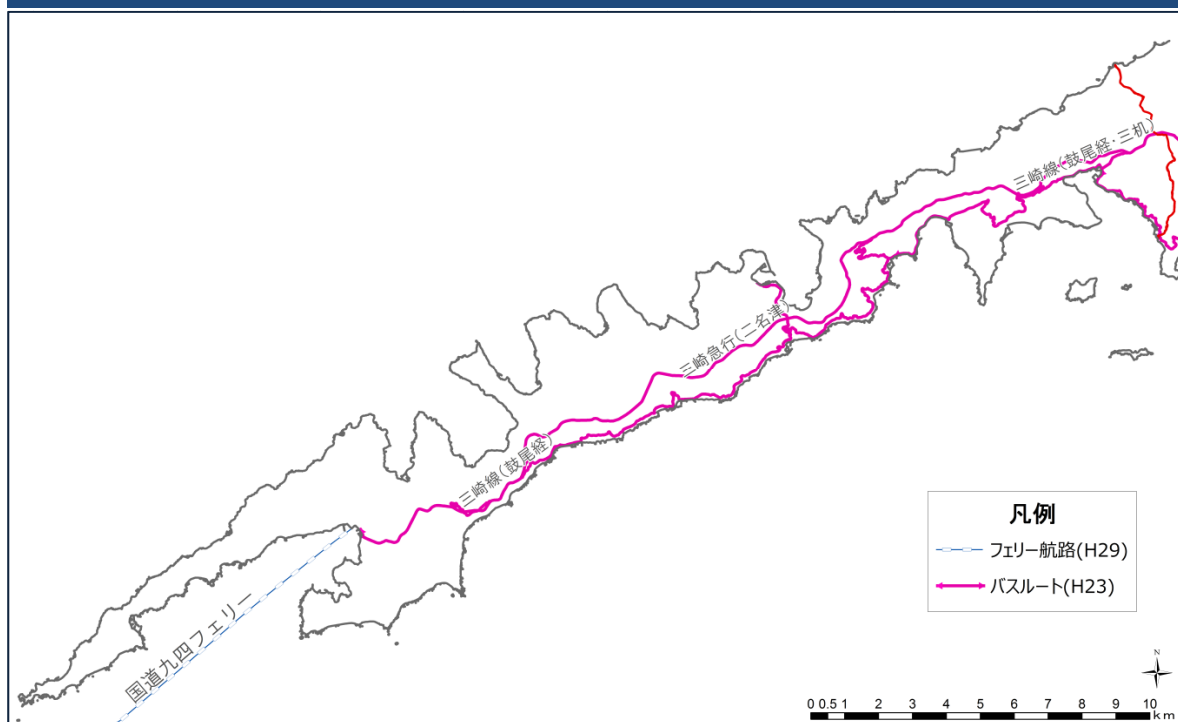 三崎線(鼓尾経・三机)
三崎急行(二名津)
三崎線(鼓尾経)
国道九四フェリー
凡例
フェリー航路(H29)
バスルート(H23)
N
0 0.5 1 2 3 4 5 6 7 8 9 10
km